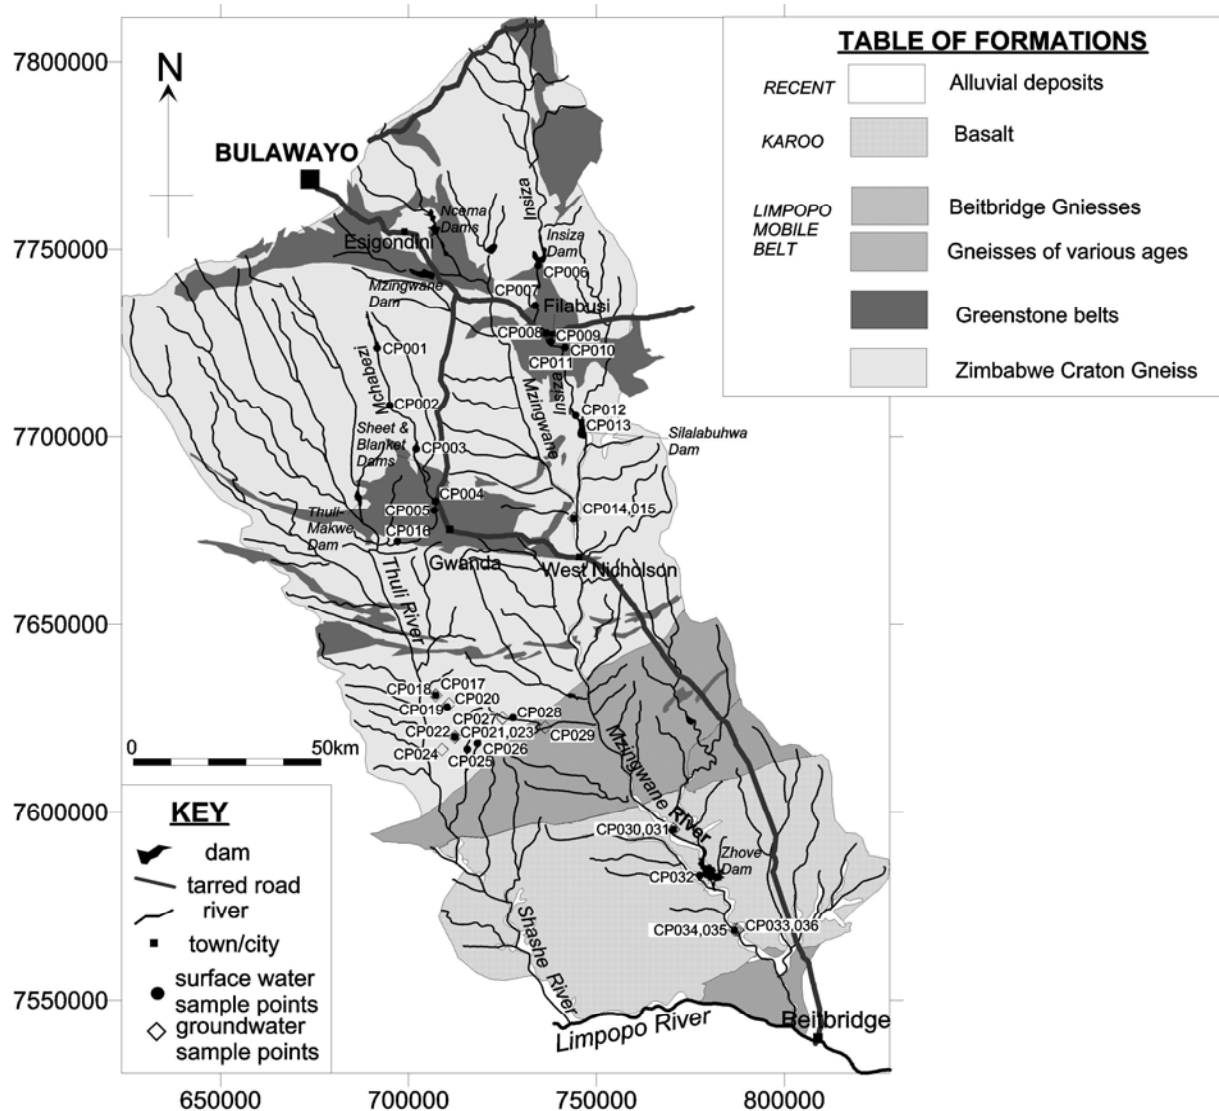 TABLE OF FORMATIONS
RECENT
Alluvial deposits
KAROO
Basalt
LIMPOPO
MOBILE
BELT
Beitbridge Gniesses
Gneisses of various ages
Greenstone belts
Zimbabwe Craton Gneiss
7800000
7750000
7700000
7650000
7600000
7550000
N
BULAWAYO
Insiza
Ncema
Dams
Esigondini
Insiza
Dam
CP006
Mzingwane
Dam
CP007
Filabusi
CP008
CP009
CP010
CP011
CP001
Mchabezi
Mzingwane
Insiza
CP002
CP012
CP013
Sheet &
Blanket
Dams
CP003
Silalabuhwa
Dam
CP004
CP005
CP014,015
Thuli-
Makwe
Dam
CP016
Gwanda
West Nicholson
Thuli River
CP018
CP017
CP019
CP020
CP027
CP028
CP022
CP021,023
CP029
CP024
CP026
CP025
Mzingwane River
CP030,031
Zhove
Dam
CP032
CP034,035
CP033,036
Shashe River
Limpopo River
Beitbridge
0
50km
KEY
dam
tarred road
river
town/city
surface water
sample points
groundwater
sample points
650000
700000
750000
800000